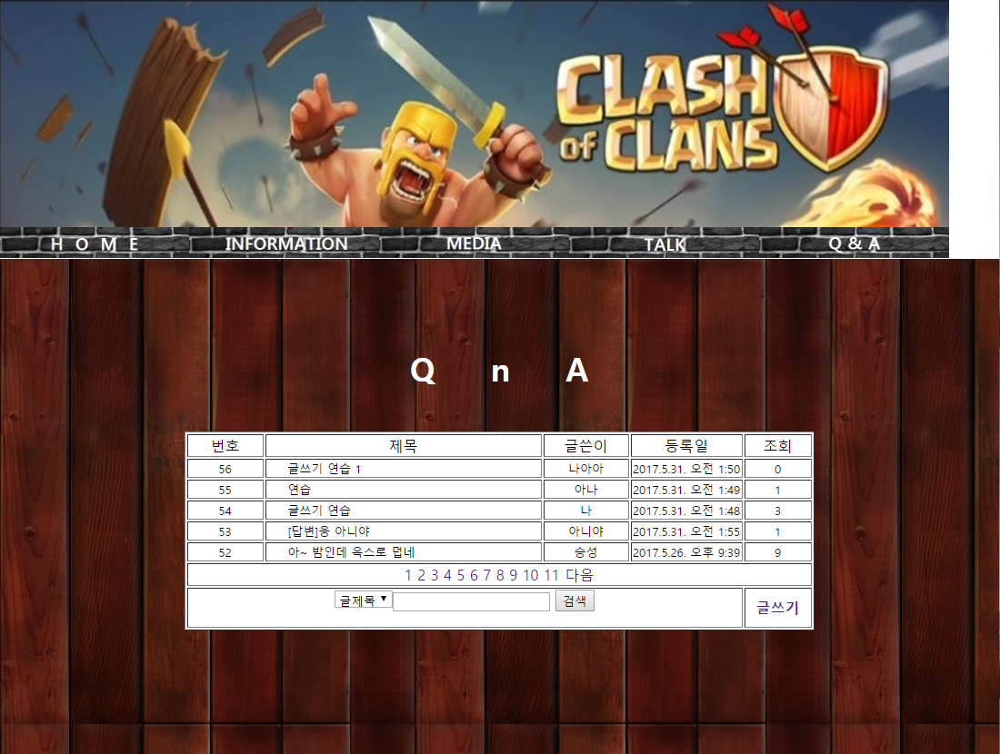 CLASH
OF CLANS
H O M E INFORMATION MEDIA TALK Q & A
Q n A
번호 제목 글쓴이 등록일 조회
56 글쓰기 연습 1 나아아 2017.5.31. 오전 1:50 0
55 연습 아나 2017.5.31. 오전 1:49 1
54 글쓰기 연습 나 2017.5.31. 오전 1:48 3
53 [답변]응 아니야 아니야 2017.5.31. 오전 1:55 1
52 아~ 밤인데 욕스로 덥네 승성 2017.5.26. 오후 9:39 9
1 2 3 4 5 6 7 8 9 10 11 다음
글제목 검색 글쓰기